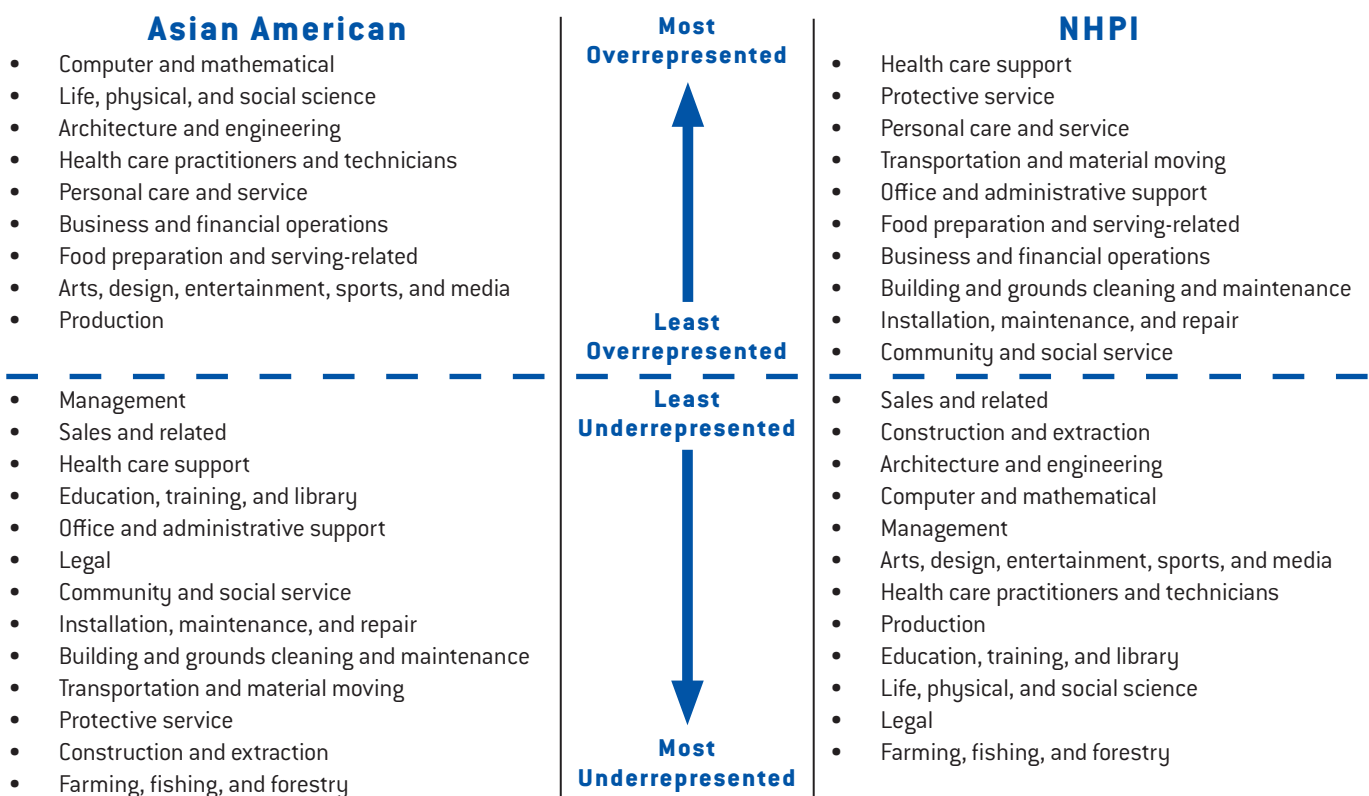 Asian American
• Computer and mathematical
• Life, physical, and social science
• Architecture and engineering
• Health care practitioners and technicians
• Personal care and service
• Business and financial operations
• Food preparation and serving-related
• Arts, design, entertainment, sports, and media
• Production
• Management
• Sales and related
• Health care support
• Education, training, and library
• Office and administrative support
• Legal
• Community and social service
• Installation, maintenance, and repair
• Building and grounds cleaning and maintenance
• Transportation and material moving
• Protective service
• Construction and extraction
• Farming, fishing, and forestry
Most
Overrepresented
Least
Overrepresented
Least
Underrepresented
Most
Underrepresented
NHPI
• Health care support
• Protective service
• Personal care and service
• Transportation and material moving
• Office and administrative support
• Food preparation and serving-related
• Business and financial operations
• Building and grounds cleaning and maintenance
• Installation, maintenance, and repair
• Community and social service
• Sales and related
• Construction and extraction
• Architecture and engineering
• Computer and mathematical
• Management
• Arts, design, entertainment, sports, and media
• Health care practitioners and technicians
• Production
• Education, training, and library
• Life, physical, and social science
• Legal
• Farming, fishing, and forestry